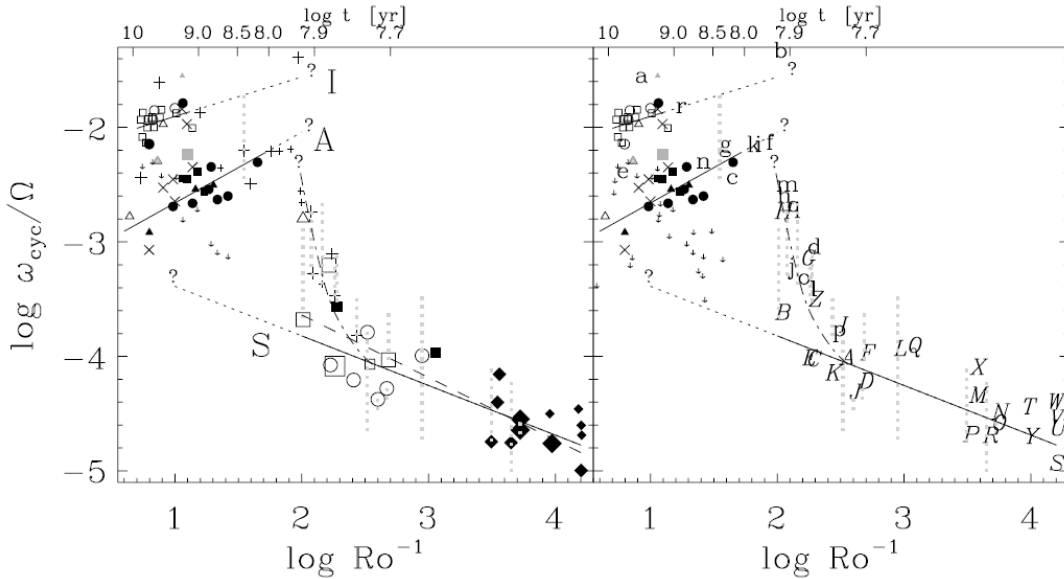 log t [yr]
log t [yr]
10 9.0 8.5 8.0 7.9 7.7
10 9.0 8.5 8.0 7.9 7.7
? I
? A
?
?
S
−2
−3
−4
−5
log ω_cyc/Ω
b
?
a
r
?
k i f
g
n
c
e
?
m
h
d
G
j
o
l
Z
?
B
I
p
L Q
E C A F
K
D
J
X
M
N T W
O V
P R Y U
S
1 2 3 4
1 2 3 4
log Ro⁻¹
log Ro⁻¹